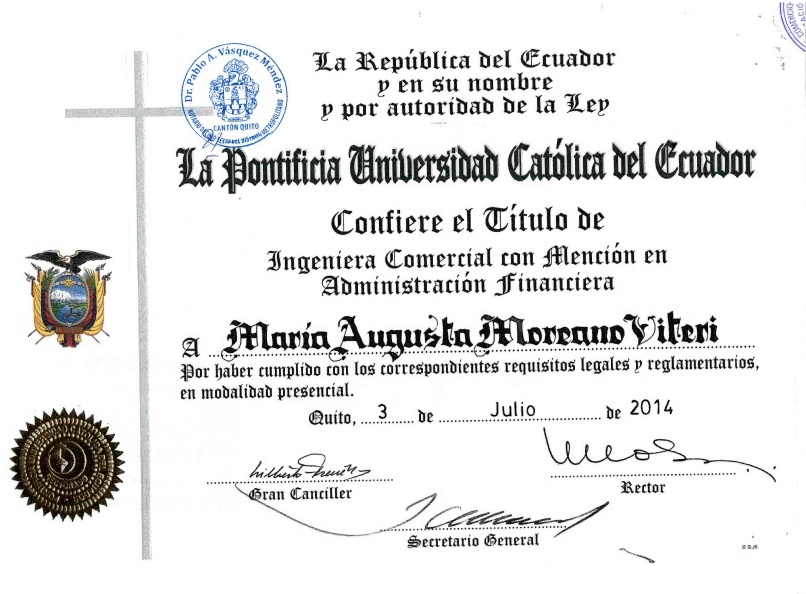 La República del Ecuador
y en su nombre
y por autoridad de la Ley
Dr. Pablo A. Vásquez Méndez
CANTÓN QUITO
La Pontificia Universidad Católica del Ecuador
Confiere el Título de
Ingeniera Comercial con Mención en
Administración Financiera
A María Augusta Moreano Viteri
Por haber cumplido con los correspondientes requisitos legales y reglamentarios,
en modalidad presencial.
Quito, 3 de Julio de 2014
Gran Canciller
Rector
Secretario General